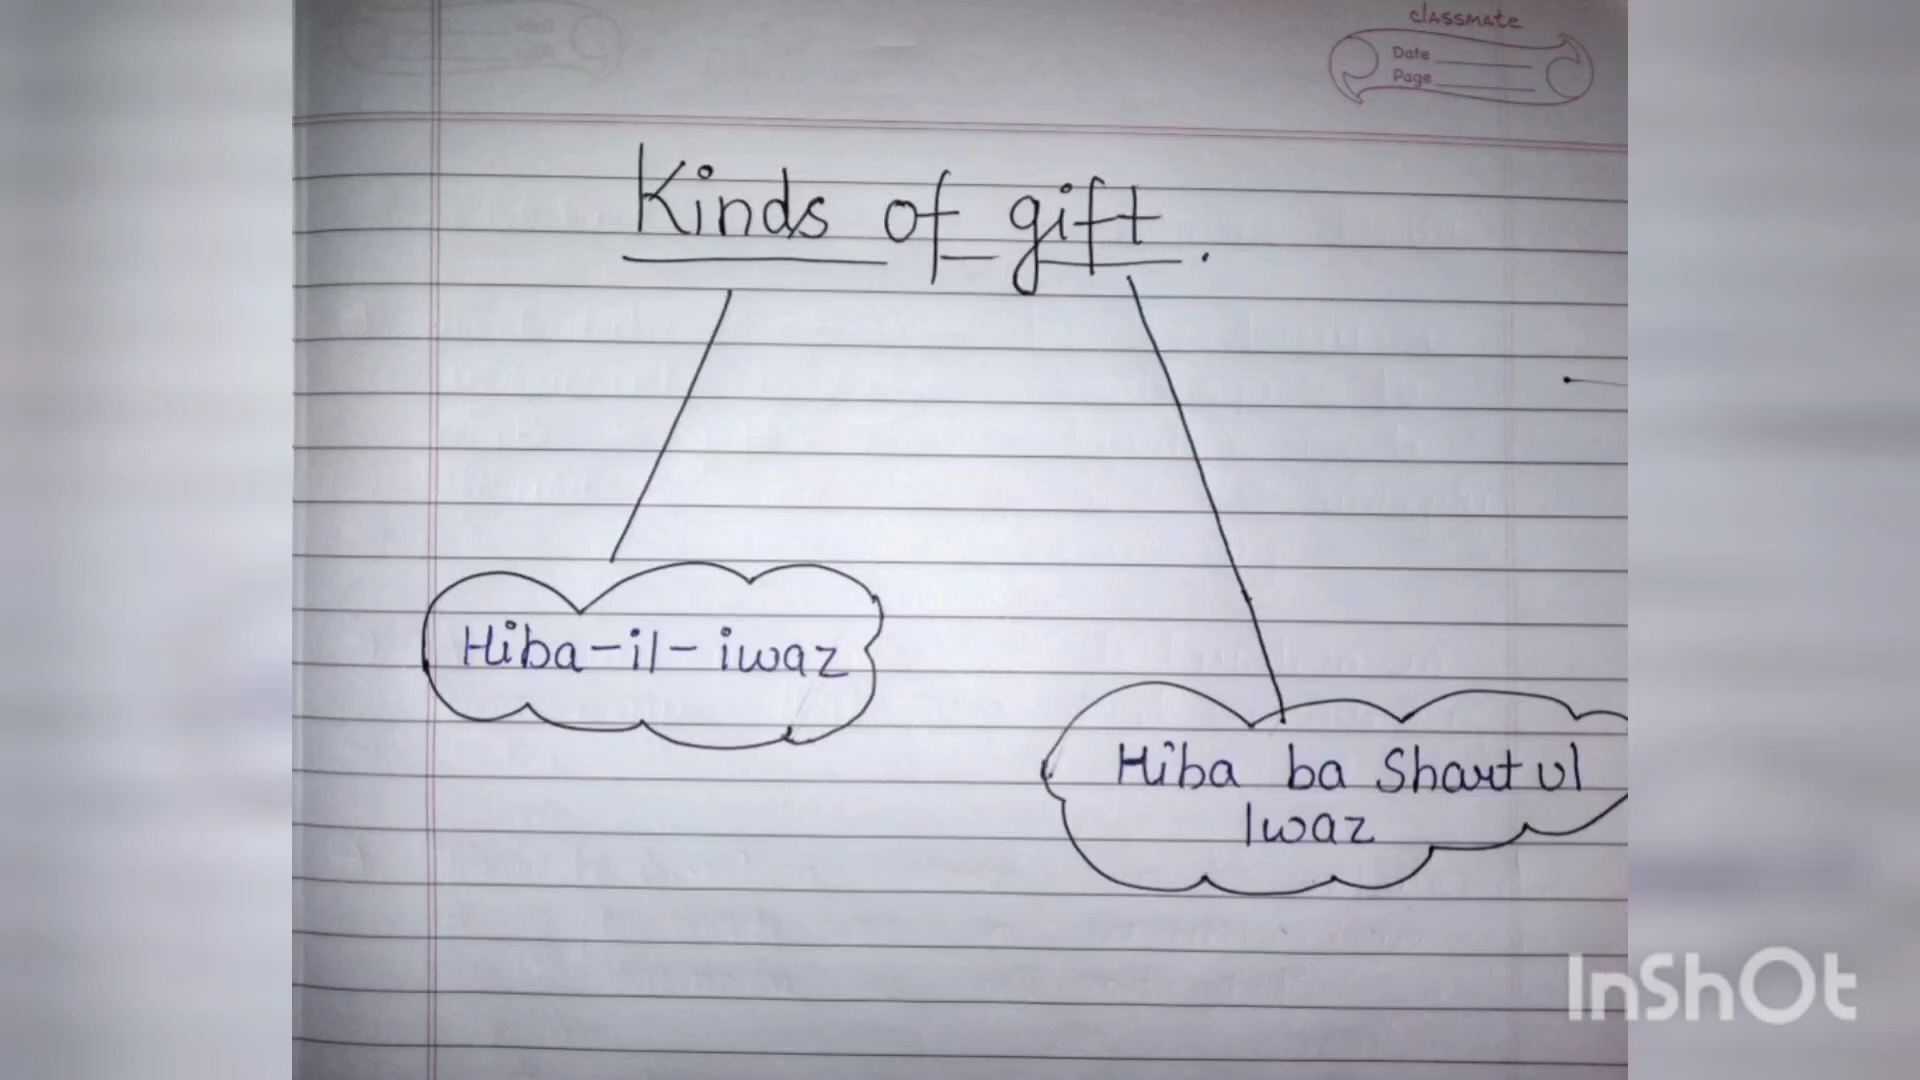 classmate
Date
Page
Kinds of gift.
Hiba-il-iwaz
Hiba ba Shart ul
Iwaz
InShOt